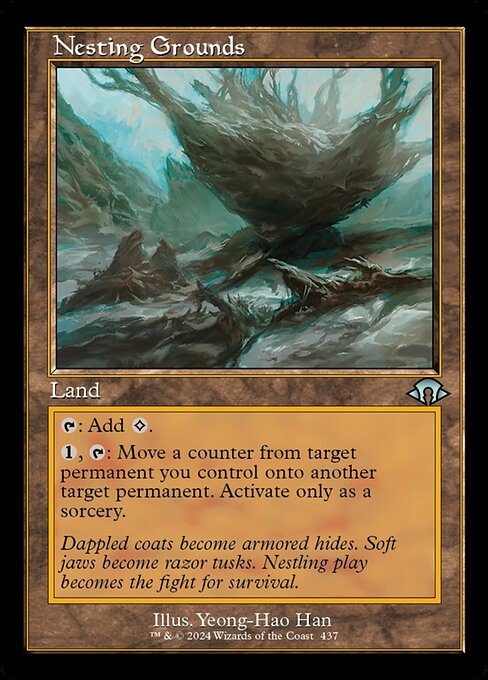 Nesting Grounds
Land
: Add .
1, : Move a counter from target
permanent you control onto another
target permanent. Activate only as a
sorcery.
Dappled coats become armored hides. Soft
jaws become razor tusks. Nestling play
becomes the fight for survival.
Illus. Yeong-Hao Han
™ & © 2024 Wizards of the Coast 437